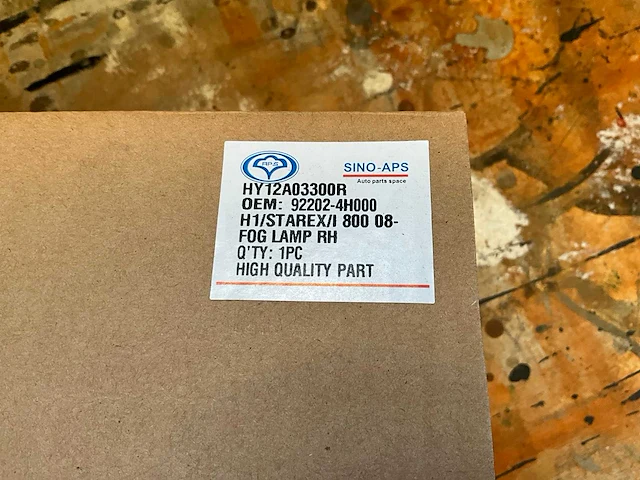 APS
SINO-APS
Auto parts space
HY12A03300R
OEM: 92202-4H000
H1/STAREX/I 800 08-
FOG LAMP RH
Q'TY: 1PC
HIGH QUALITY PART